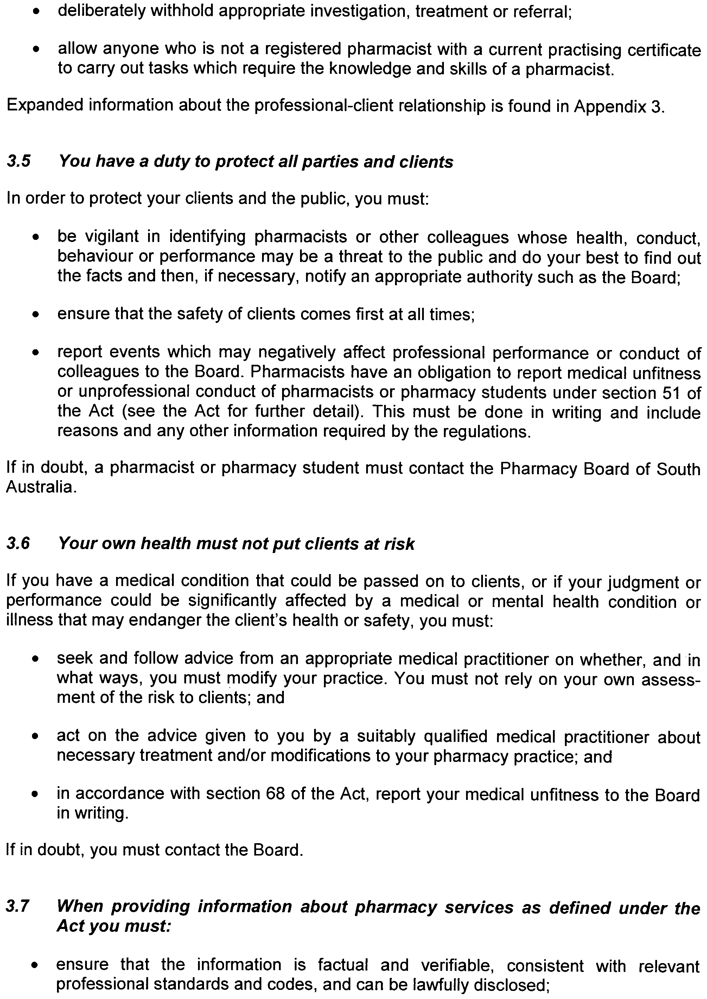 • deliberately withhold appropriate investigation, treatment or referral;
• allow anyone who is not a registered pharmacist with a current practising certificate
to carry out tasks which require the knowledge and skills of a pharmacist.
Expanded information about the professional-client relationship is found in Appendix 3.
3.5 You have a duty to protect all parties and clients
In order to protect your clients and the public, you must:
• be vigilant in identifying pharmacists or other colleagues whose health, conduct,
behaviour or performance may be a threat to the public and do your best to find out
the facts and then, if necessary, notify an appropriate authority such as the Board;
• ensure that the safety of clients comes first at all times;
• report events which may negatively affect professional performance or conduct of
colleagues to the Board. Pharmacists have an obligation to report medical unfitness
or unprofessional conduct of pharmacists or pharmacy students under section 51 of
the Act (see the Act for further detail). This must be done in writing and include
reasons and any other information required by the regulations.
If in doubt, a pharmacist or pharmacy student must contact the Pharmacy Board of South
Australia.
3.6 Your own health must not put clients at risk
If you have a medical condition that could be passed on to clients, or if your judgment or
performance could be significantly affected by a medical or mental health condition or
illness that may endanger the client's health or safety, you must:
• seek and follow advice from an appropriate medical practitioner on whether, and in
what ways, you must modify your practice. You must not rely on your own assess-
ment of the risk to clients; and
• act on the advice given to you by a suitably qualified medical practitioner about
necessary treatment and/or modifications to your pharmacy practice; and
• in accordance with section 68 of the Act, report your medical unfitness to the Board
in writing.
If in doubt, you must contact the Board.
3.7 When providing information about pharmacy services as defined under the
Act you must:
• ensure that the information is factual and verifiable, consistent with relevant
professional standards and codes, and can be lawfully disclosed;